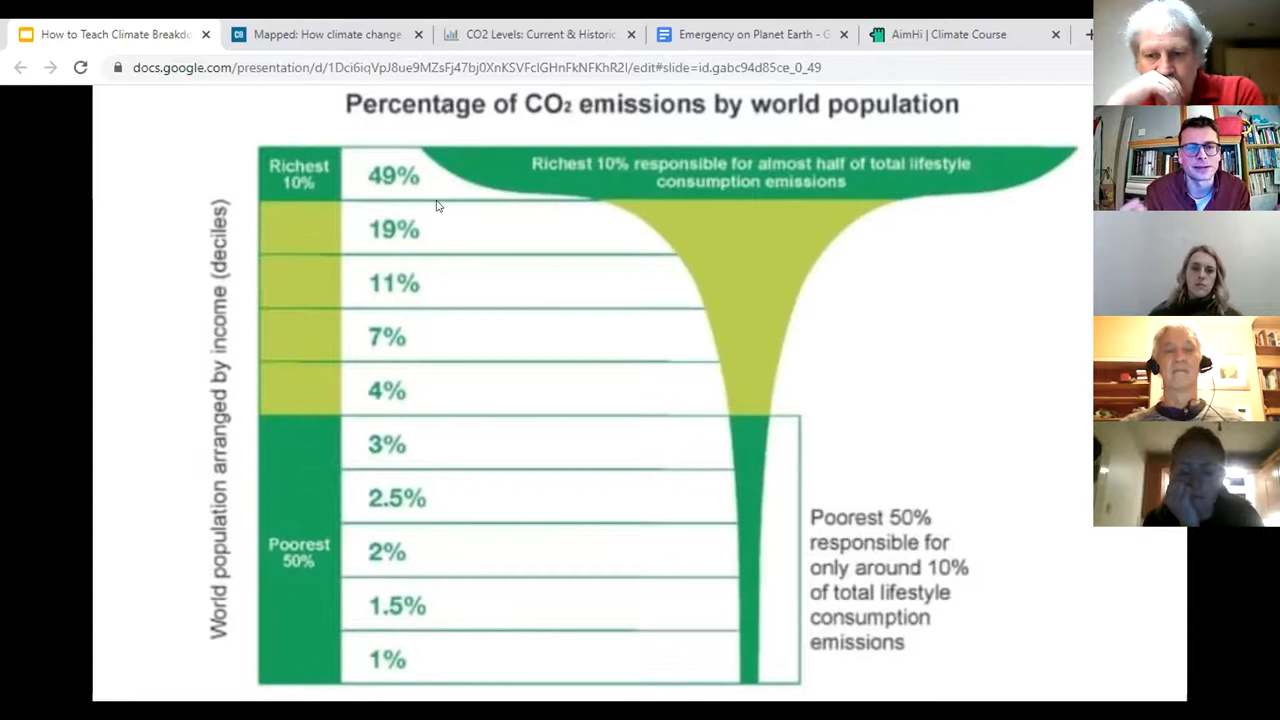 How to Teach Climate Breakdo
Mapped: How climate change
CO2 Levels: Current & Historic
Emergency on Planet Earth - G
AimHi | Climate Course
docs.google.com/presentation/d/1Dci6iqVpJ8ue9MZsFj47Tg0XnKSVFclGHnFkNFKhR2I/edit#slide=id.gabc94d85ce_0_49
Percentage of CO₂ emissions by world population
World population arranged by income (deciles)
Richest
10%
49%
Richest 10% responsible for almost half of total lifestyle
consumption emissions
19%
11%
7%
4%
3%
2.5%
Poorest
50%
2%
1.5%
1%
Poorest 50%
responsible for
only around 10%
of total lifestyle
consumption
emissions